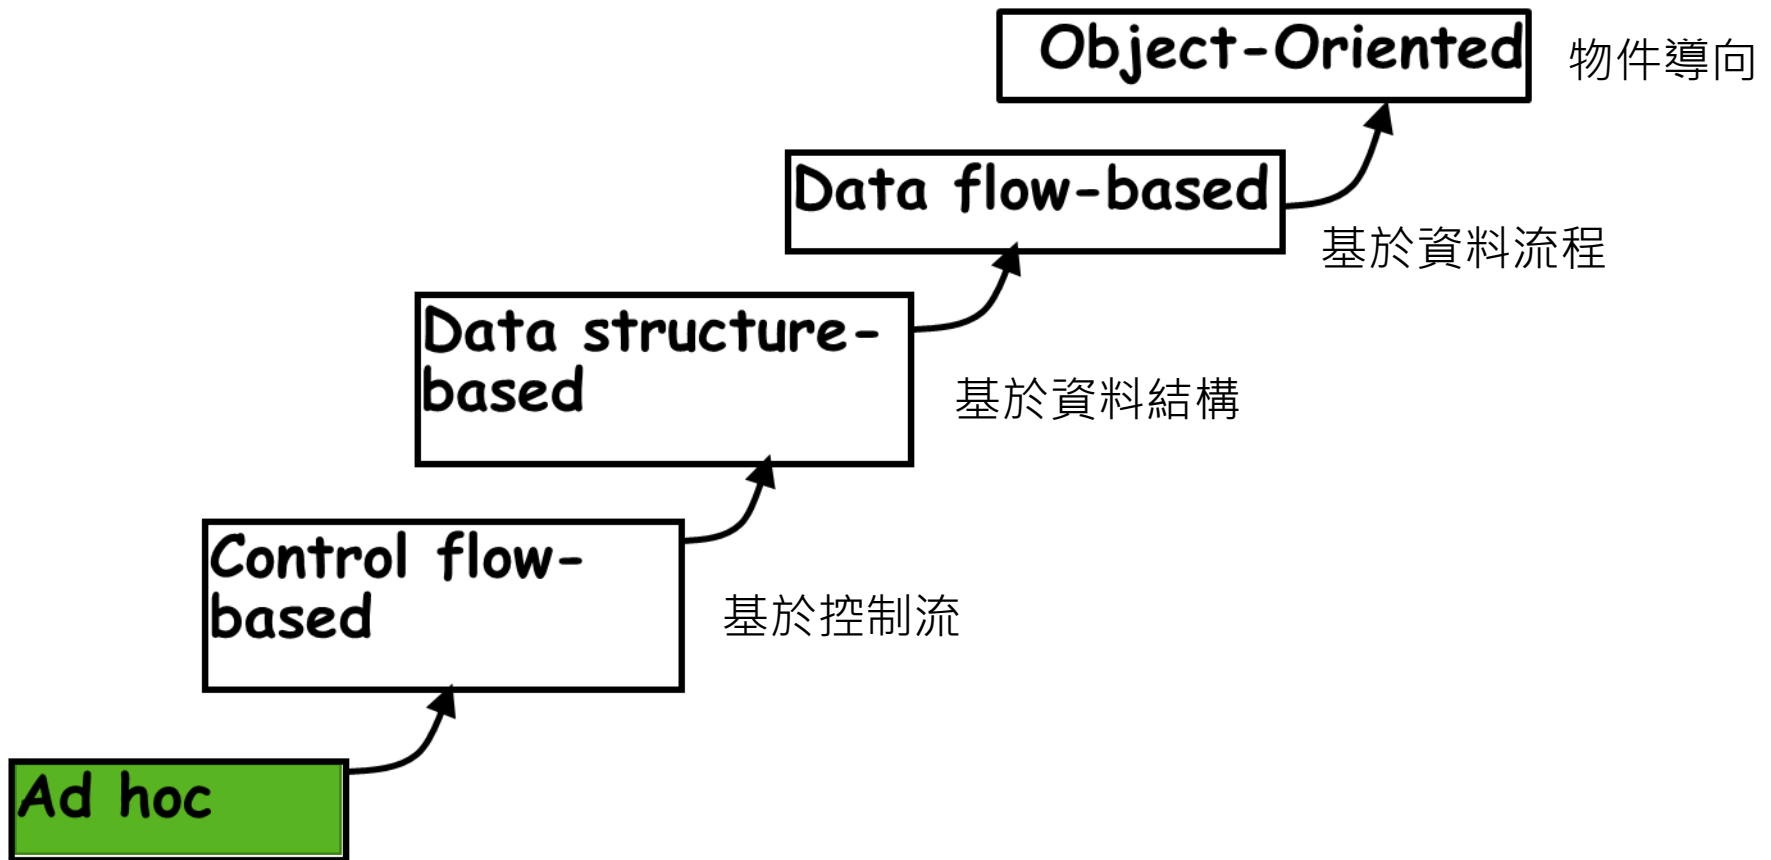 Object-Oriented
物件導向
Data flow-based
基於資料流程
Data structure-
based
基於資料結構
Control flow-
based
基於控制流
Ad hoc